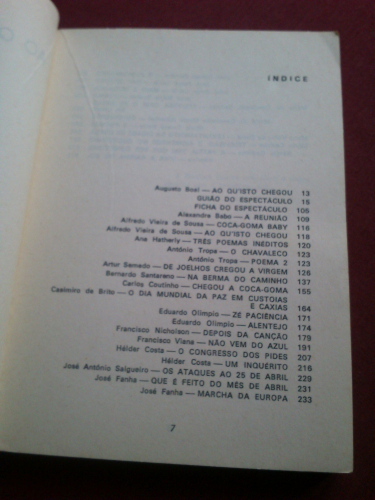 INDICE
Augusto Boal — AO QU'ISTO CHEGOU 13
GUIÃO DO ESPECTÁCULO 15
FICHA DO ESPECTÁCULO 105
Alexandre Babo — A REUNIÃO 109
Alfredo Vieira de Sousa — COCA-GOMA BABY 116
Alfredo Vieira de Sousa — AO QU'ISTO CHEGOU 118
Ana Hatherly — TRÊS POEMAS INEDITOS 120
António Tropa — O CHAVALECO 123
António Tropa — POEMA 2 123
Artur Semedo — DE JOELHOS CREGOU A VIRGEM 126
Bernardo Santareno — NA BERMA DO CAMINHO 137
Carlos Coutinho — CHEGOU A COCA-GOMA 155
Casimiro de Brito — O DIA MUNDIAL DA PAZ EM CUSTOIAS
E CAXIAS 164
Eduardo Olímpio — ZÉ PACIÊNCIA 171
Eduardo Olímpio — ALENTEJO 174
Francisco Nicholson — DEPOIS DA CANÇÃO 179
Francisco Viana — NÃO VEM DO AZUL 191
Hélder Costa — O CONGRESSO DOS PIDES 207
Hélder Costa — UM INQUERITO 216
José António Salgueiro — OS ATAQUES AO 25 DE ABRIL 229
José Fanha — QUE É FEITO DO MES DE ABRIL 231
José Fanha — MARCHA DA EUROPA 233
7